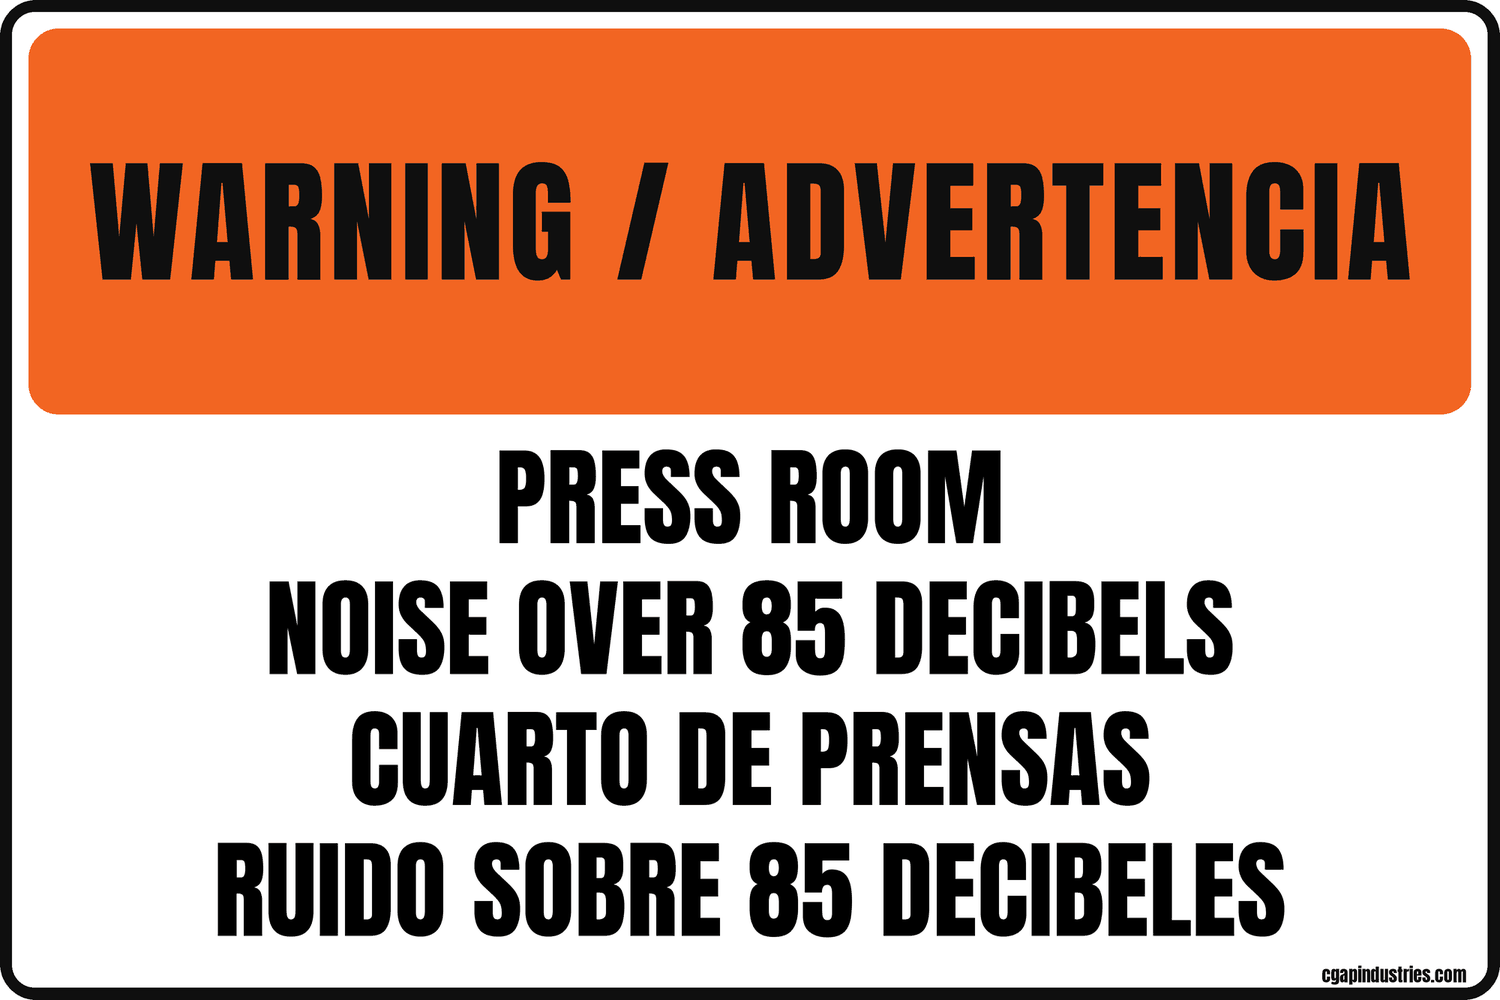 WARNING / ADVERTENCIA
PRESS ROOM
NOISE OVER 85 DECIBELS
CUARTO DE PRENSAS
RUIDO SOBRE 85 DECIBELES
cgapindustries.com